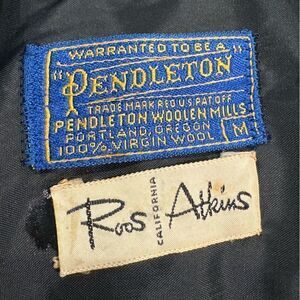 WARRANTED TO BE A
"PENDLETON"
TRADE MARK REG US PAT OFF
PENDLETON WOOLEN MILLS
PORTLAND, OREGON
100% VIRGIN WOOL M
Roos CALIFORNIA Atkins